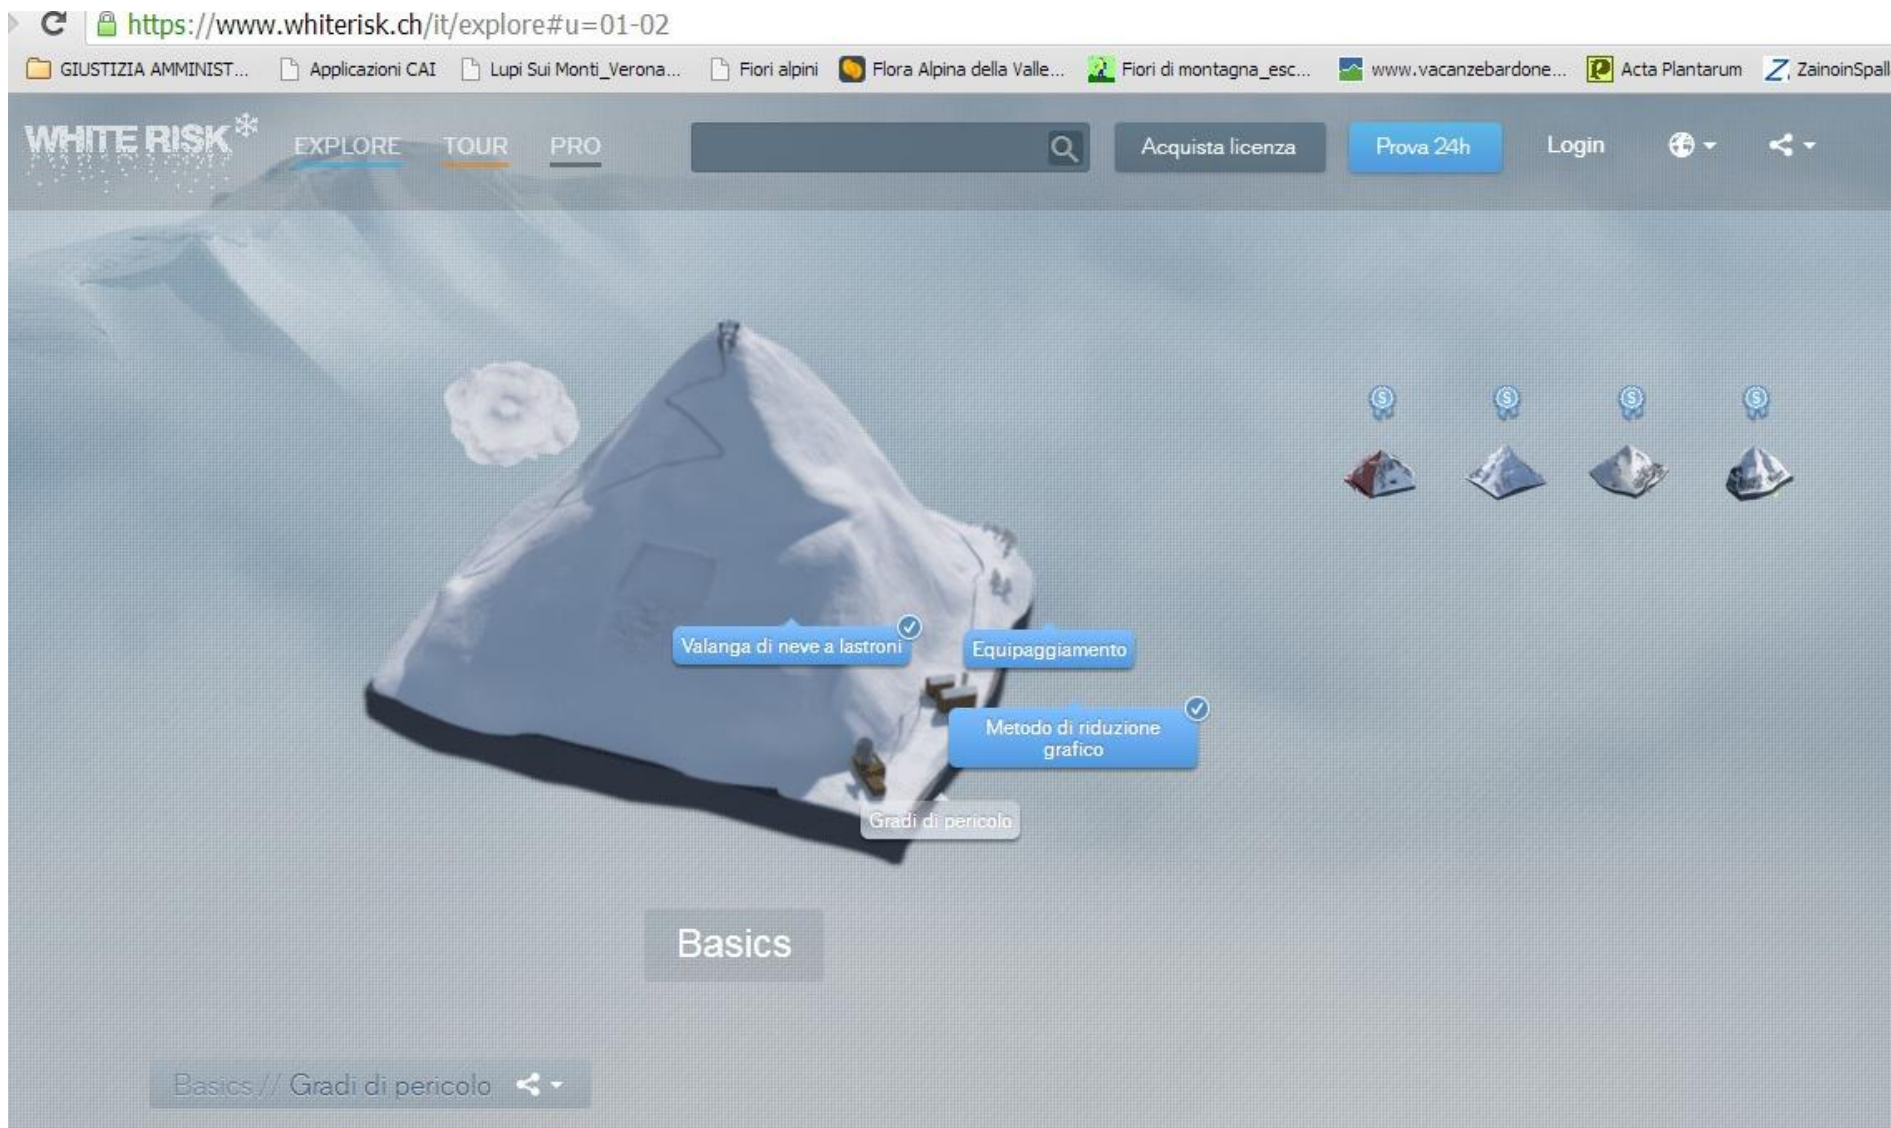 https://www.whiterisk.ch/it/explore#u=01-02
GIUSTIZIA AMMINIST... Applicazioni CAI Lupi Sui Monti_Verona... Fiori alpini Flora Alpina della Valle... Fiori di montagna_esc... www.vacanzebardone... Acta Plantarum ZainoinSpall
WHITE RISK EXPLORE TOUR PRO Acquista licenza Prova 24h Login
S S S S
Valanga di neve a lastroni
Equipaggiamento
Metodo di riduzione
grafico
Gradi di pericolo
Basics
Basics // Gradi di pericolo